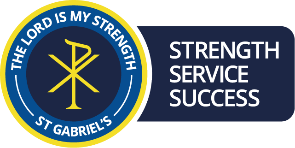 THE LORD IS MY STRENGTH
ST GABRIEL'S
STRENGTH
SERVICE
SUCCESS